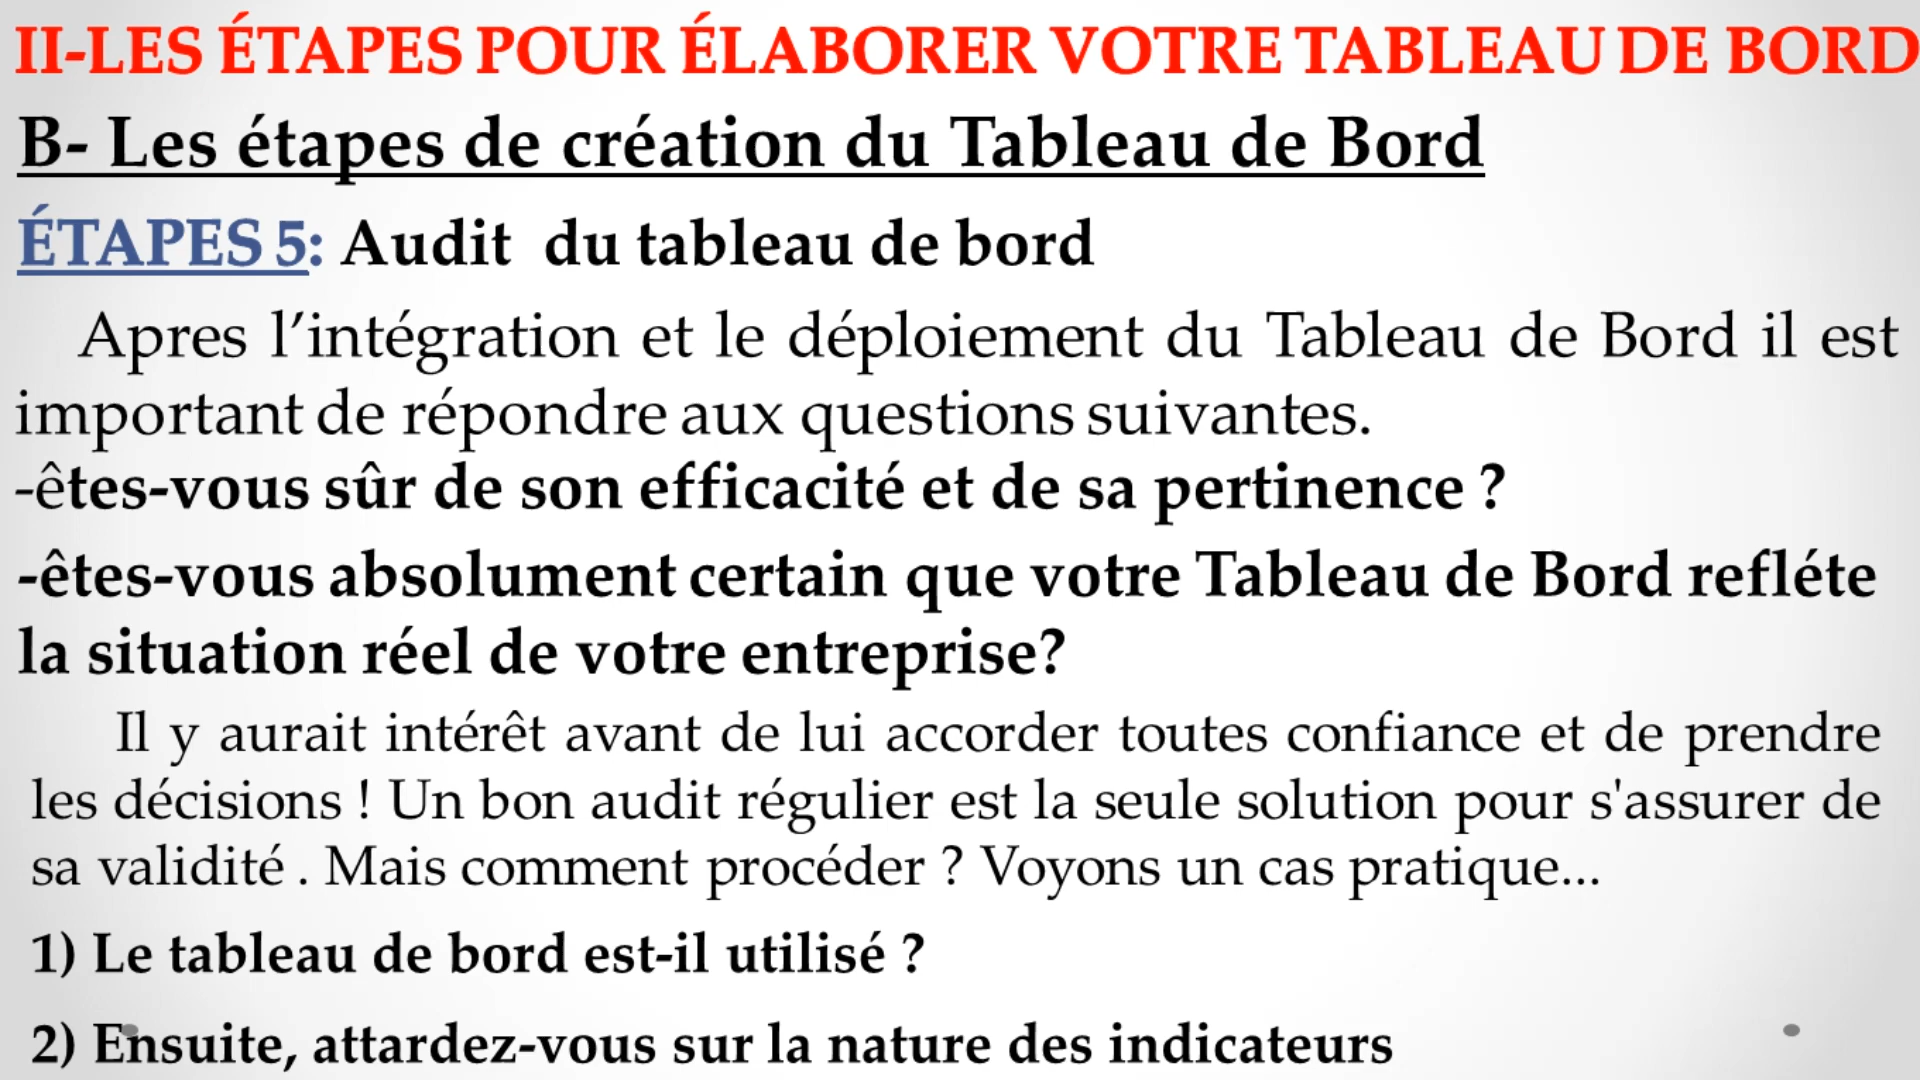 II-LES ÉTAPES POUR ÉLABORER VOTRE TABLEAU DE BORD
B- Les étapes de création du Tableau de Bord
ÉTAPES 5: Audit du tableau de bord
Apres l’intégration et le déploiement du Tableau de Bord il est
important de répondre aux questions suivantes.
-êtes-vous sûr de son efficacité et de sa pertinence ?
-êtes-vous absolument certain que votre Tableau de Bord refléte
la situation réel de votre entreprise?
Il y aurait intérêt avant de lui accorder toutes confiance et de prendre
les décisions ! Un bon audit régulier est la seule solution pour s'assurer de
sa validité . Mais comment procéder ? Voyons un cas pratique...
1) Le tableau de bord est-il utilisé ?
2) Ensuite, attardez-vous sur la nature des indicateurs